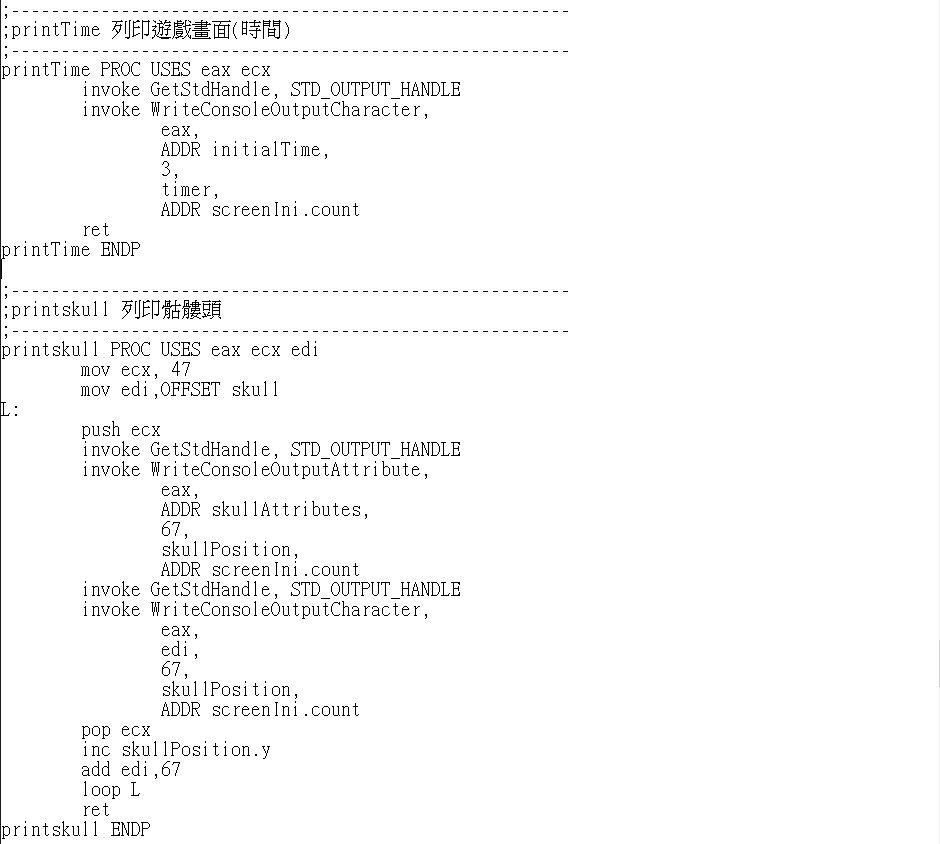 ;--------------------------------------------------------
;printTime 列印遊戲畫面(時間)
;--------------------------------------------------------
printTime PROC USES eax ecx
        invoke GetStdHandle, STD_OUTPUT_HANDLE
        invoke WriteConsoleOutputCharacter,
                eax,
                ADDR initialTime,
                3,
                timer,
                ADDR screenIni.count
        ret
printTime ENDP

;--------------------------------------------------------
;printskull 列印骷髏頭
;--------------------------------------------------------
printskull PROC USES eax ecx edi
        mov ecx, 47
        mov edi,OFFSET skull
L:
        push ecx
        invoke GetStdHandle, STD_OUTPUT_HANDLE
        invoke WriteConsoleOutputAttribute,
                eax,
                ADDR skullAttributes,
                67,
                skullPosition,
                ADDR screenIni.count
        invoke GetStdHandle, STD_OUTPUT_HANDLE
        invoke WriteConsoleOutputCharacter,
                eax,
                edi,
                67,
                skullPosition,
                ADDR screenIni.count
        pop ecx
        inc skullPosition.y
        add edi,67
        loop L
        ret
printskull ENDP